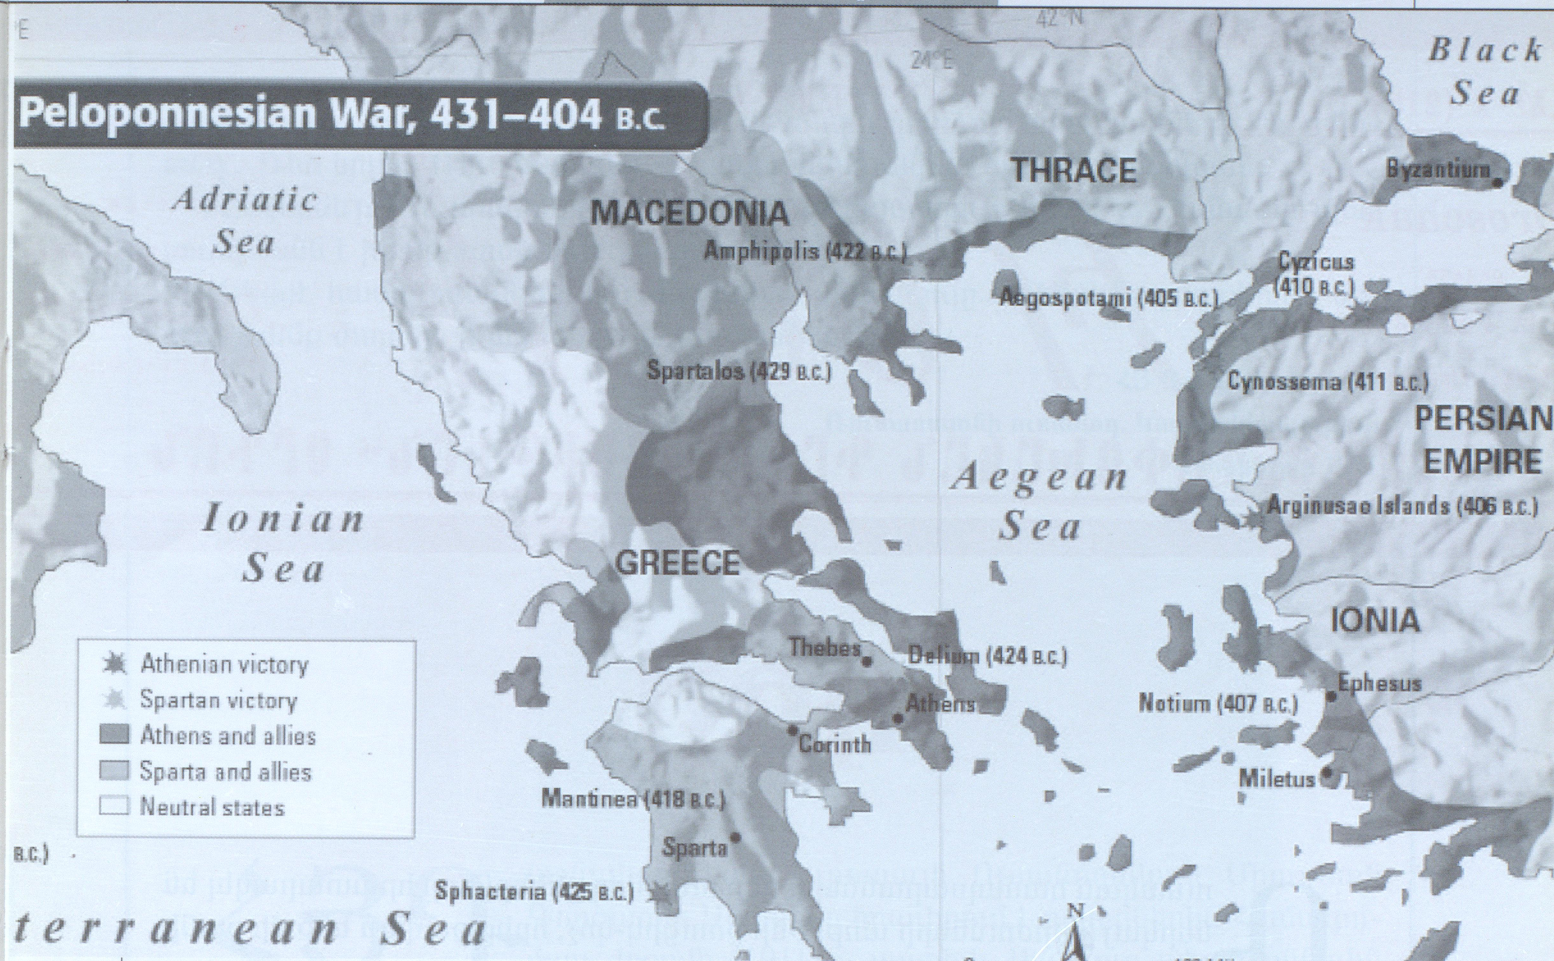 E
42°N
24°E
Black
Sea
Peloponnesian War, 431–404 B.C.
THRACE
Byzantium
Adriatic
Sea
MACEDONIA
Amphipolis (422 B.C.)
Cyzicus
(410 B.C.)
Aegospotami (405 B.C.)
Spartalos (429 B.C.)
Cynossema (411 B.C.)
PERSIAN
EMPIRE
Aegean
Sea
Arginusae Islands (406 B.C.)
Ionian
Sea
GREECE
IONIA
Thebes
Delium (424 B.C.)
Ephesus
Notium (407 B.C.)
Athens
Corinth
Miletus
Mantinea (418 B.C.)
Sparta
Sphacteria (425 B.C.)
Athenian victory
Spartan victory
Athens and allies
Sparta and allies
Neutral states
B.C.)
terranean Sea
N